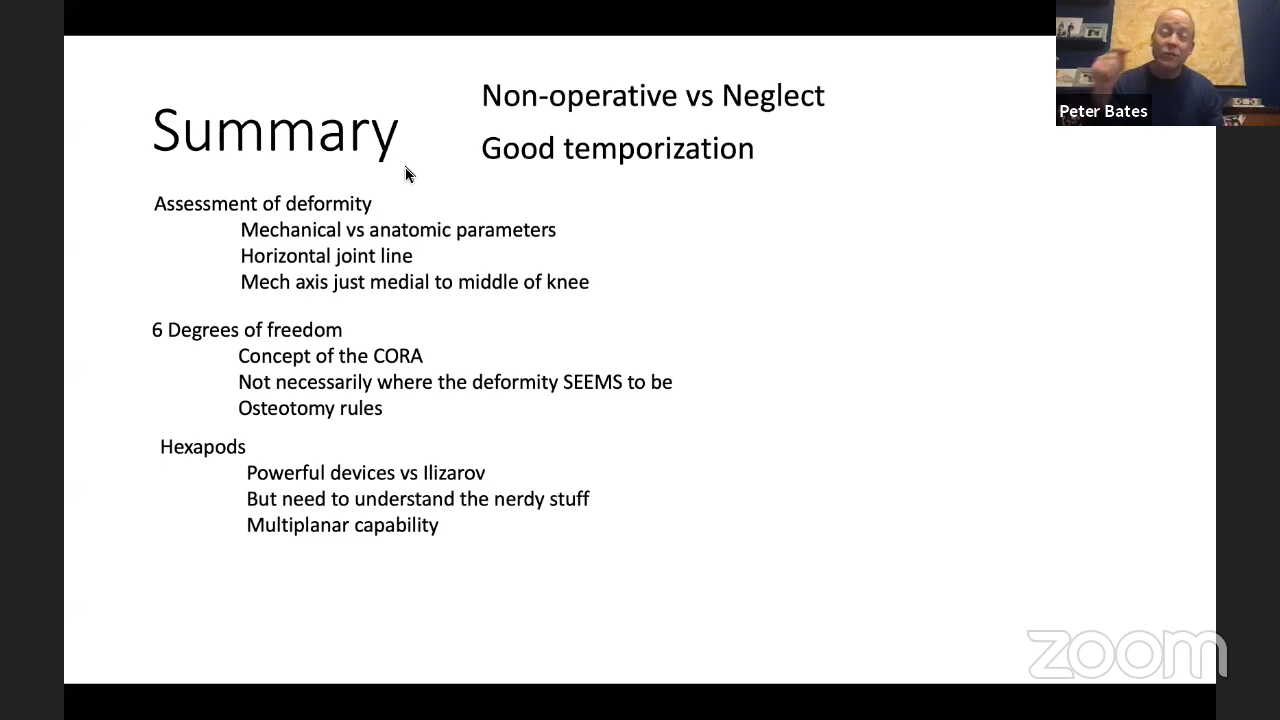 Non-operative vs Neglect
Summary
Good temporization
Assessment of deformity
Mechanical vs anatomic parameters
Horizontal joint line
Mech axis just medial to middle of knee
6 Degrees of freedom
Concept of the CORA
Not necessarily where the deformity SEEMS to be
Osteotomy rules
Hexapods
Powerful devices vs Ilizarov
But need to understand the nerdy stuff
Multiplanar capability
Peter Bates
zoom